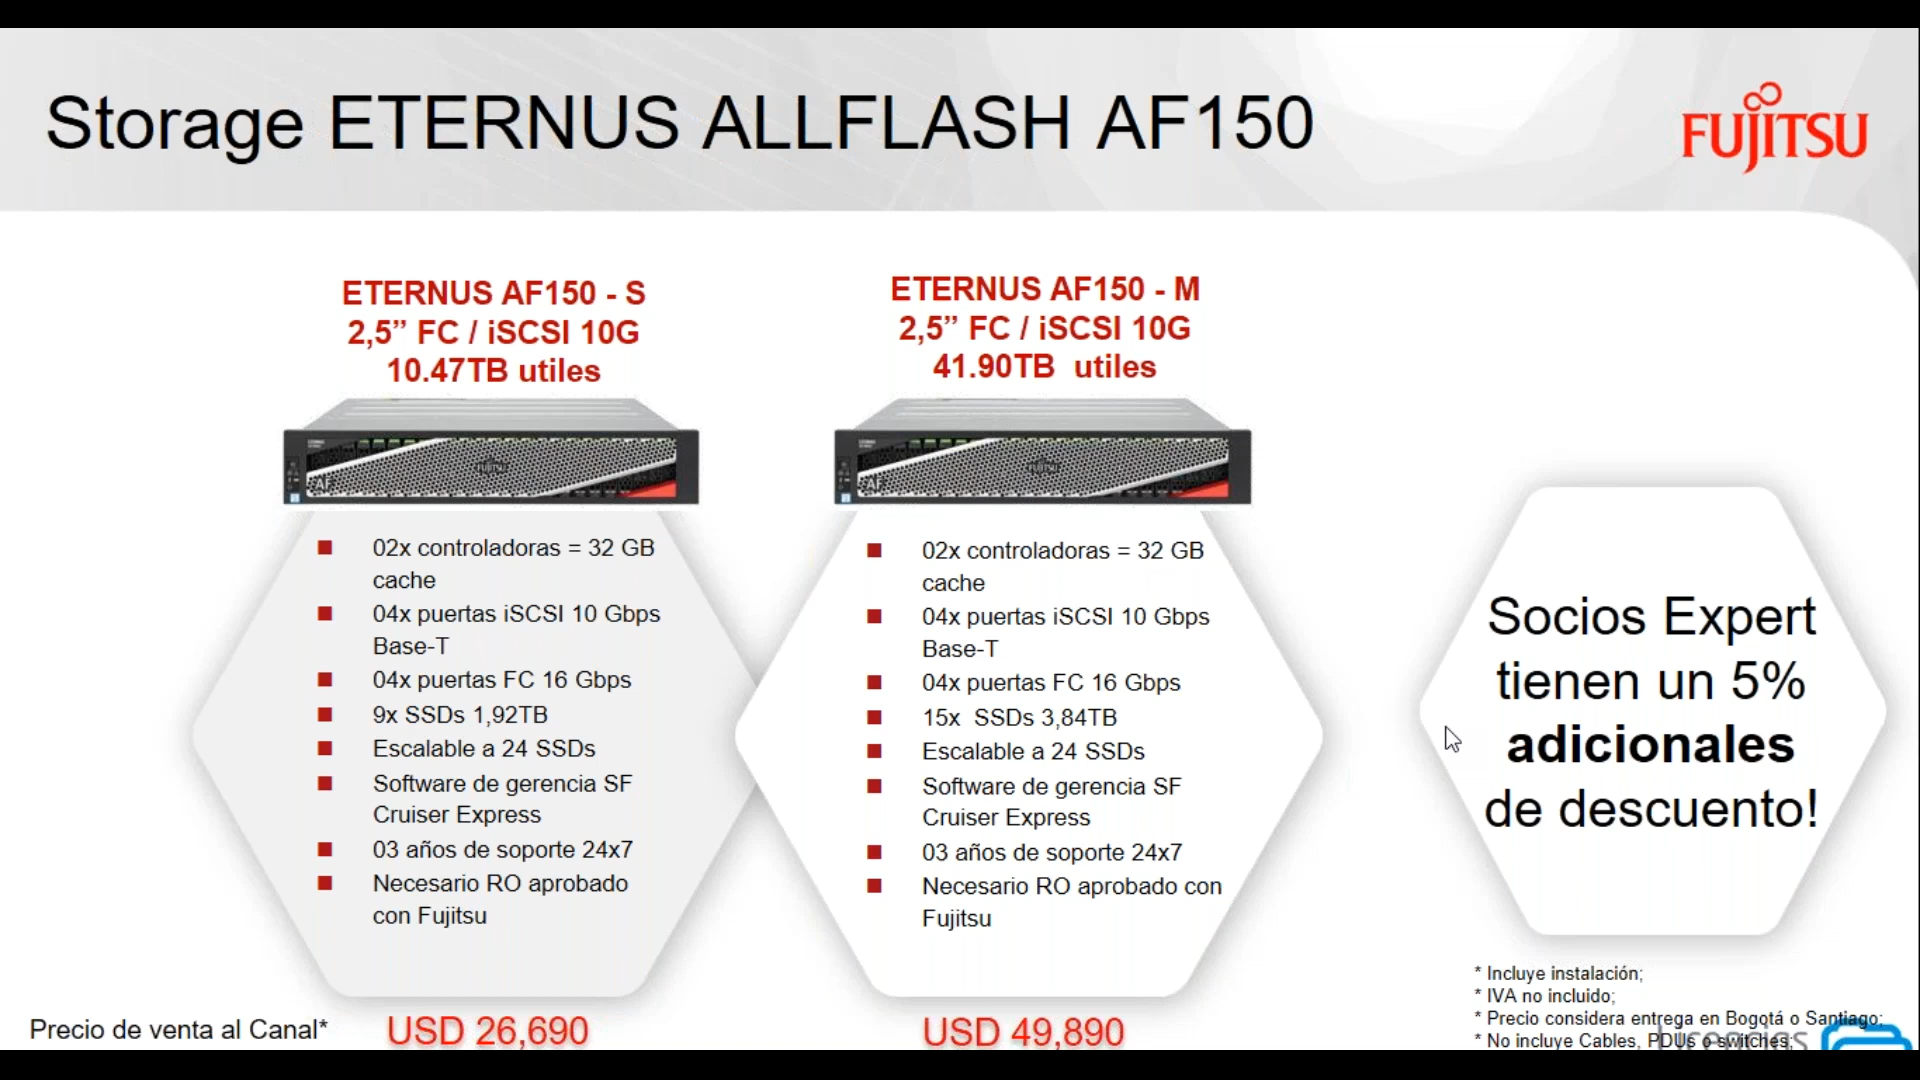 Storage ETERNUS ALLFLASH AF150
FUJITSU
ETERNUS AF150 - S
2,5” FC / iSCSI 10G
10.47TB utiles
ETERNUS AF150 - M
2,5” FC / iSCSI 10G
41.90TB utiles
FUJITSU
AF
FUJITSU
AF
02x controladoras = 32 GB
cache
04x puertas iSCSI 10 Gbps
Base-T
04x puertas FC 16 Gbps
9x SSDs 1,92TB
Escalable a 24 SSDs
Software de gerencia SF
Cruiser Express
03 años de soporte 24x7
Necesario RO aprobado
con Fujitsu
02x controladoras = 32 GB
cache
04x puertas iSCSI 10 Gbps
Base-T
04x puertas FC 16 Gbps
15x SSDs 3,84TB
Escalable a 24 SSDs
Software de gerencia SF
Cruiser Express
03 años de soporte 24x7
Necesario RO aprobado con
Fujitsu
Socios Expert
tienen un 5%
adicionales
de descuento!
* Incluye instalación;
* IVA no incluido;
* Precio considera entrega en Bogotá o Santiago;
* No incluye Cables, PDUs o switches;
Licencias
Precio de venta al Canal*
USD 26,690
USD 49,890